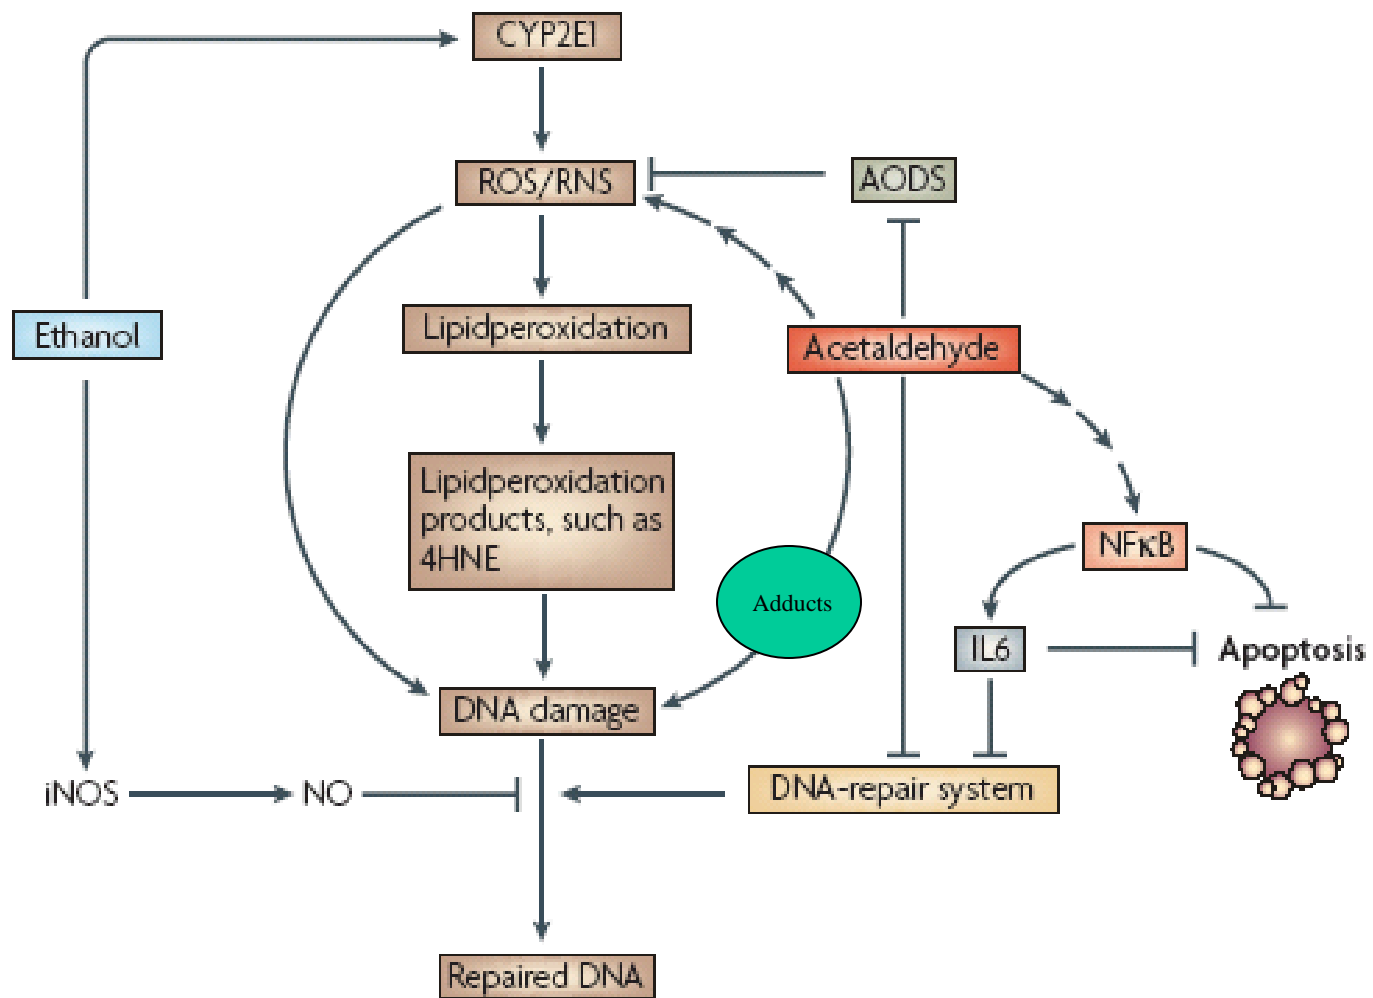 CYP2E1
ROS/RNS
AODS
Ethanol
Lipidperoxidation
Acetaldehyde
Lipidperoxidation
products, such as
4HNE
NFκB
Adducts
IL6
Apoptosis
DNA damage
iNOS
NO
DNA-repair system
Repaired DNA